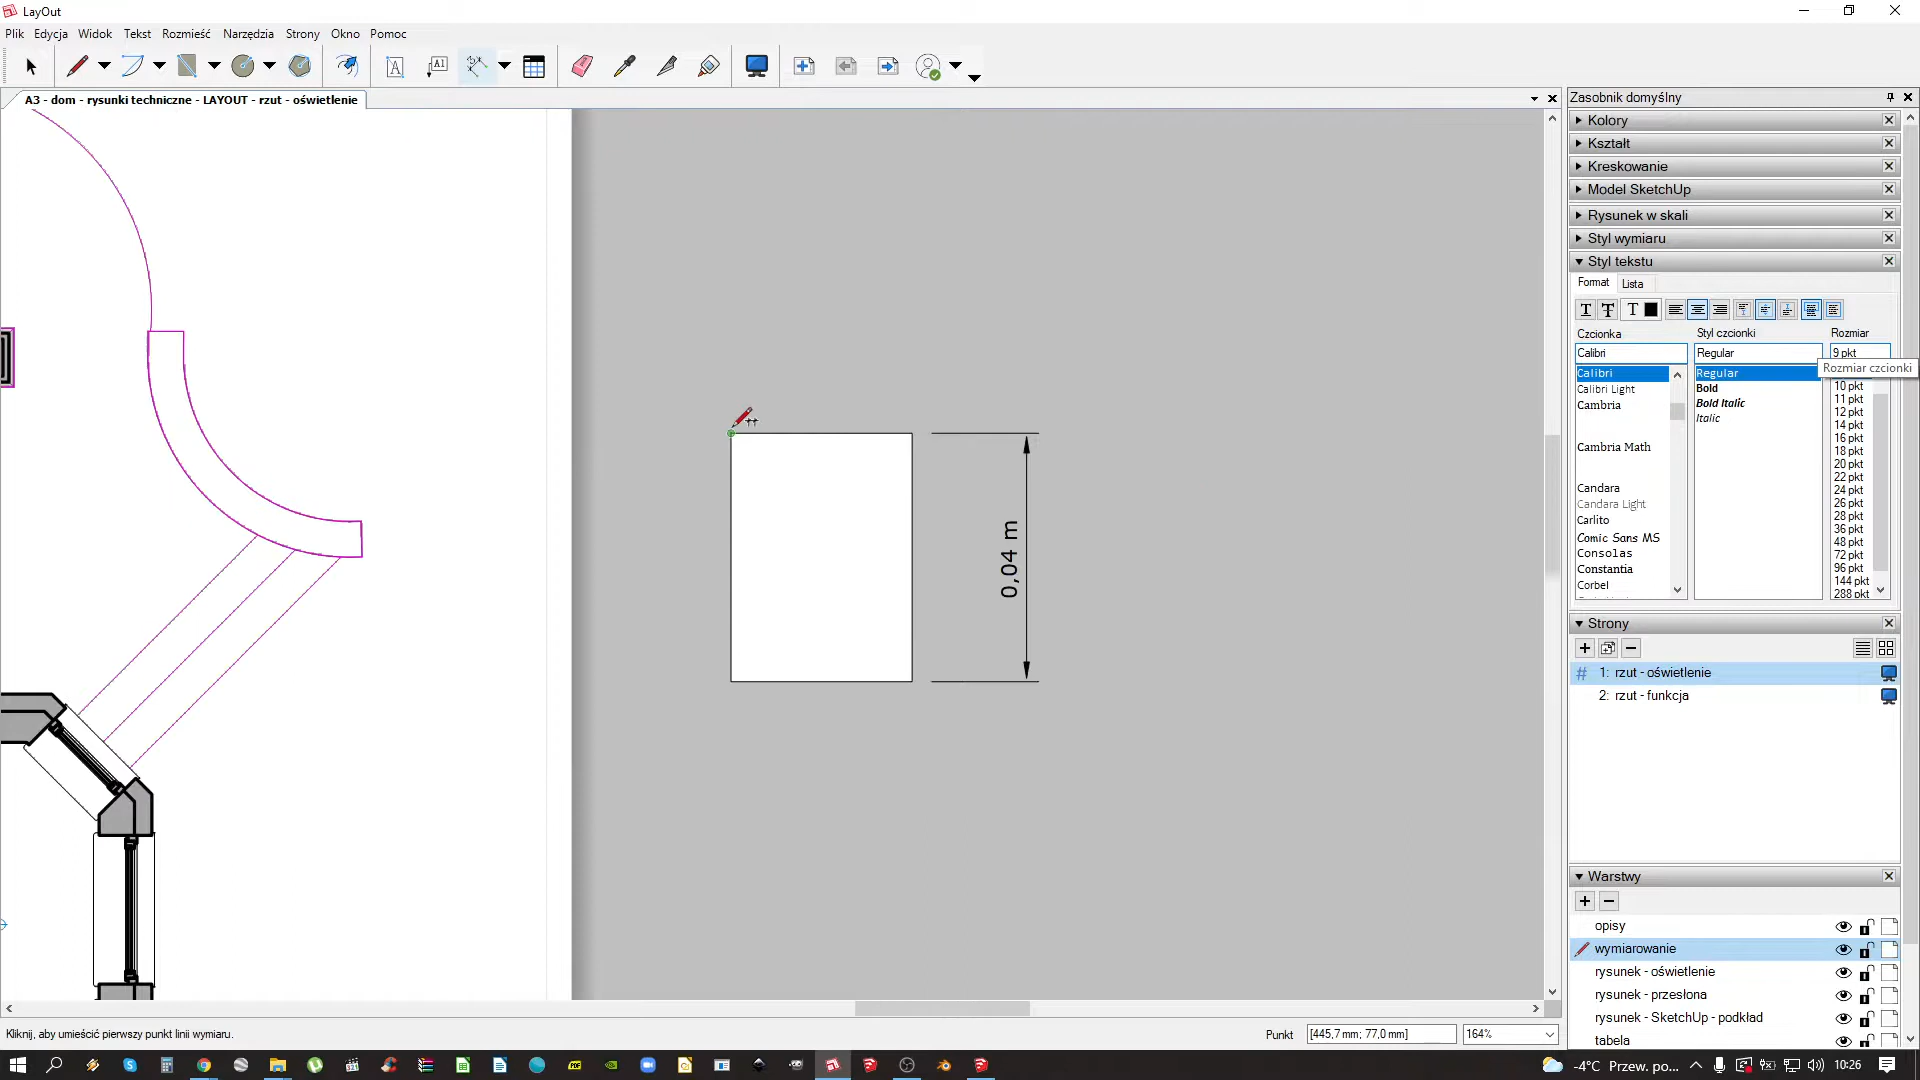 LayOut
Plik Edycja Widok Tekst Rozmieść Narzędzia Strony Okno Pomoc
A1
A3 - dom - rysunki techniczne - LAYOUT - rzut - oświetlenie
0,04 m
Zasobnik domyślny
Kolory
Kształt
Kreskowanie
Model SketchUp
Rysunek w skali
Styl wymiaru
Styl tekstu
Format Lista
Czcionka Styl czcionki Rozmiar
Calibri Regular 9 pkt
Rozmiar czcionki
Calibri
Calibri Light
Cambria
Cambria Math
Candara
Candara Light
Carlito
Comic Sans MS
Consolas
Constantia
Corbel
Regular
Bold
Bold Italic
Italic
10 pkt
11 pkt
12 pkt
14 pkt
16 pkt
18 pkt
20 pkt
22 pkt
24 pkt
26 pkt
28 pkt
36 pkt
48 pkt
72 pkt
96 pkt
144 pkt
288 pkt
Strony
# 1: rzut - oświetlenie
2: rzut - funkcja
Warstwy
opisy
wymiarowanie
rysunek - oświetlenie
rysunek - przesłona
rysunek - SketchUp - podkład
tabela
Kliknij, aby umieścić pierwszy punkt linii wymiaru.
Punkt [445,7 mm; 77,0 mm] 164%
-4°C Przew. po... 10:26